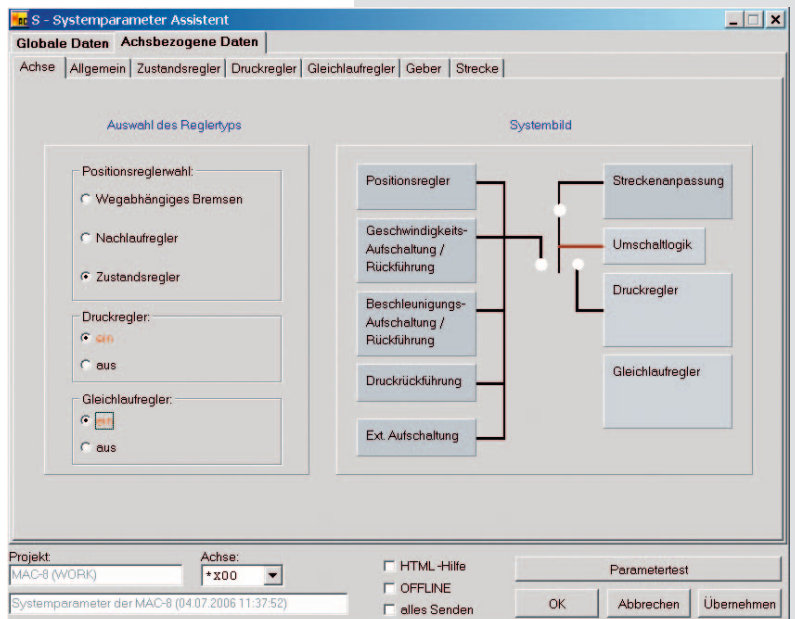 S - Systemparameter Assistent
Globale Daten Achsbezogene Daten
Achse Allgemein Zustandsregler Druckregler Gleichlaufregler Geber Strecke
Auswahl des Reglertyps
Positionsreglerwahl:
Wegabhängiges Bremsen
Nachlaufregler
Zustandsregler
Druckregler:
ein
aus
Gleichlaufregler:
ein
aus
Systembild
Positionsregler
Geschwindigkeits-
Aufschaltung /
Rückführung
Beschleunigungs-
Aufschaltung /
Rückführung
Druckrückführung
Ext. Aufschaltung
Streckenanpassung
Umschaltlogik
Druckregler
Gleichlaufregler
Projekt:
MAC-8 (WORK)
Achse:
*X00
Systemparameter der MAC-8 (04.07.2006 11:37:52)
HTML-Hilfe
OFFLINE
alles Senden
Parametertest
OK Abbrechen Übernehmen